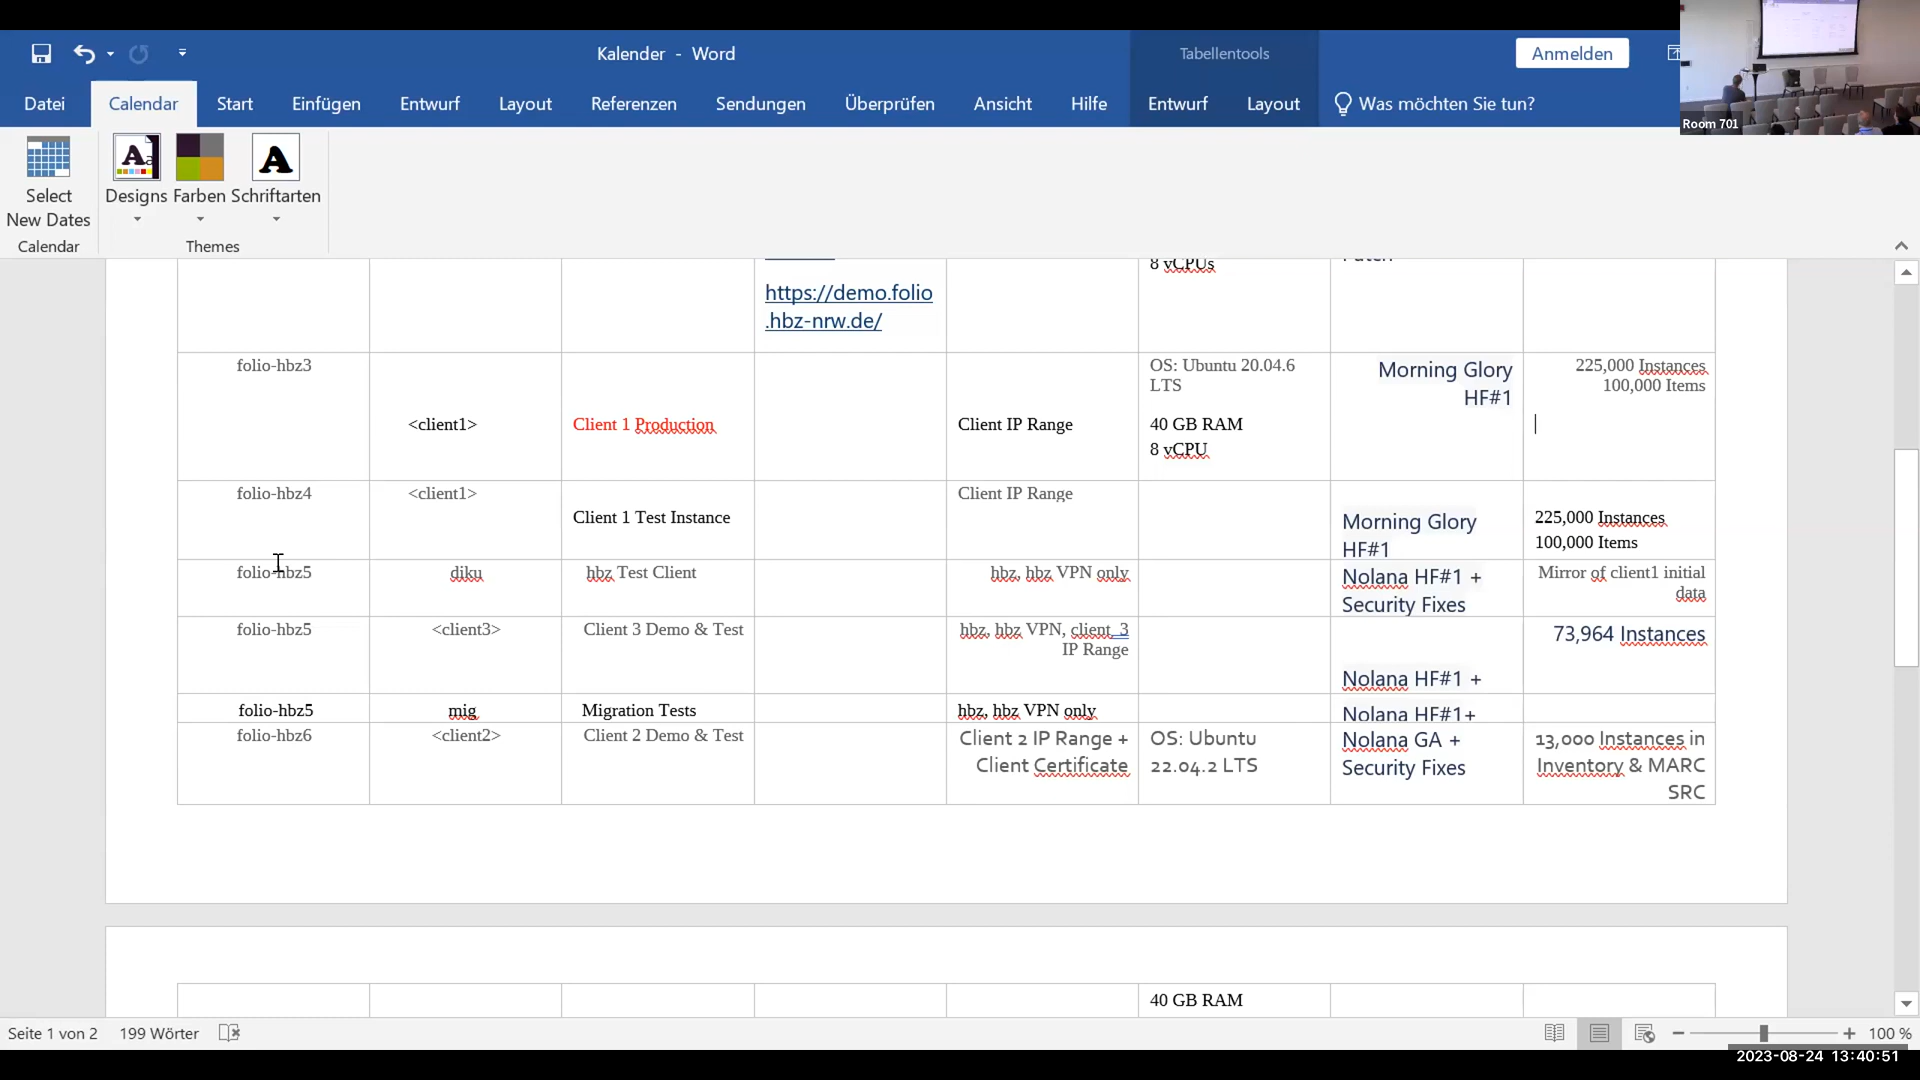 Kalender - Word
Tabellentools
Anmelden
Datei
Calendar
Start
Einfügen
Entwurf
Layout
Referenzen
Sendungen
Überprüfen
Ansicht
Hilfe
Entwurf
Layout
Was möchten Sie tun?
Room 701
Select
New Dates
Designs
Farben
Schriftarten
Calendar
Themes
8 vCPUs
https://demo.folio
.hbz-nrw.de/
folio-hbz3
<client1>
Client 1 Production
Client IP Range
OS: Ubuntu 20.04.6
LTS
40 GB RAM
8 vCPU
Morning Glory
HF#1
225,000 Instances
100,000 Items
folio-hbz4
<client1>
Client 1 Test Instance
Client IP Range
Morning Glory
HF#1
225,000 Instances
100,000 Items
folio-hbz5
diku
hbz Test Client
hbz, hbz VPN only
Nolana HF#1 +
Security Fixes
Mirror of client1 initial
data
folio-hbz5
<client3>
Client 3 Demo & Test
hbz, hbz VPN, client_3
IP Range
Nolana HF#1 +
73,964 Instances
folio-hbz5
mig
Migration Tests
hbz, hbz VPN only
Nolana HF#1+
folio-hbz6
<client2>
Client 2 Demo & Test
Client 2 IP Range +
Client Certificate
OS: Ubuntu
22.04.2 LTS
Nolana GA +
Security Fixes
13,000 Instances in
Inventory & MARC
SRC
40 GB RAM
Seite 1 von 2
199 Wörter
100 %
2023-08-24 13:40:51